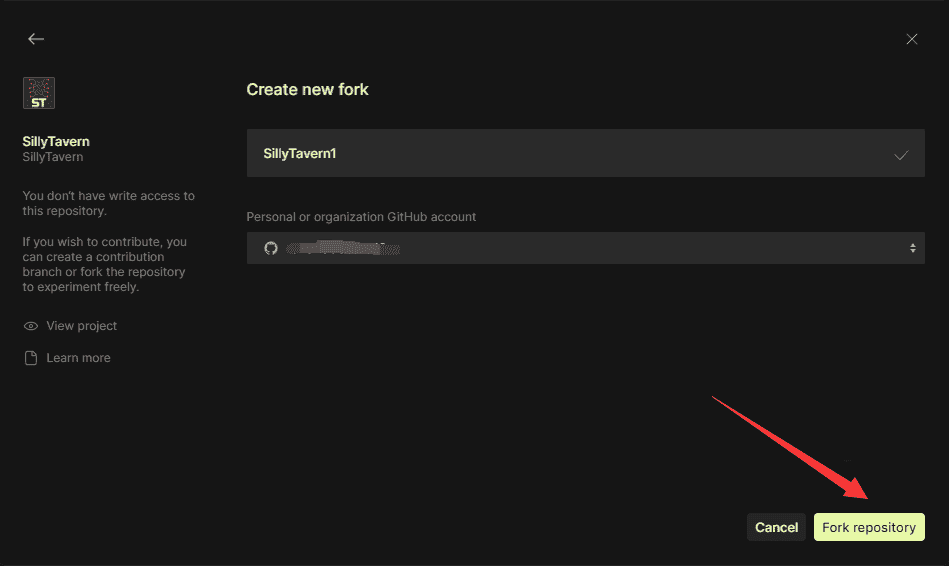 ST
Create new fork
SillyTavern
SillyTavern
SillyTavern1
You don't have write access to
this repository.
If you wish to contribute, you
can create a contribution
branch or fork the repository
to experiment freely.
View project
Learn more
Personal or organization GitHub account
Cancel
Fork repository